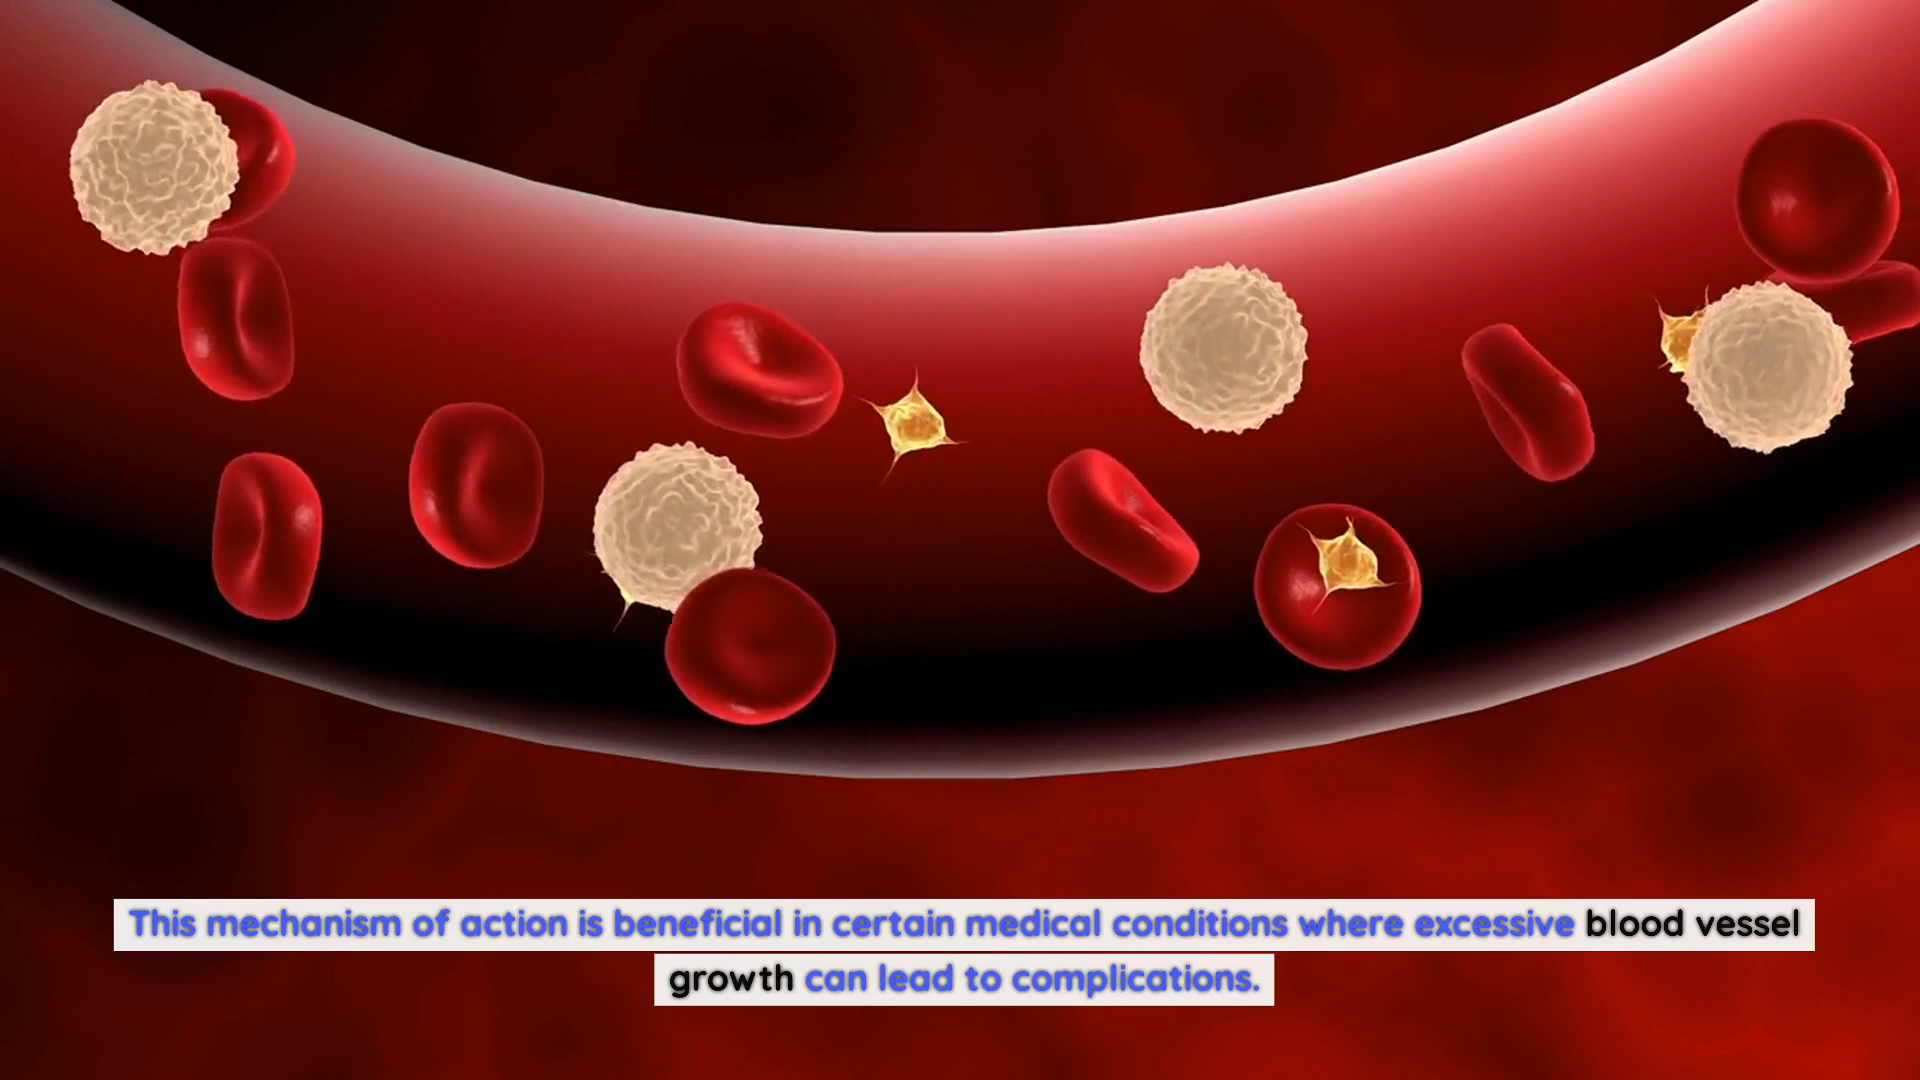 This mechanism of action is beneficial in certain medical conditions where excessive blood vessel
growth can lead to complications.